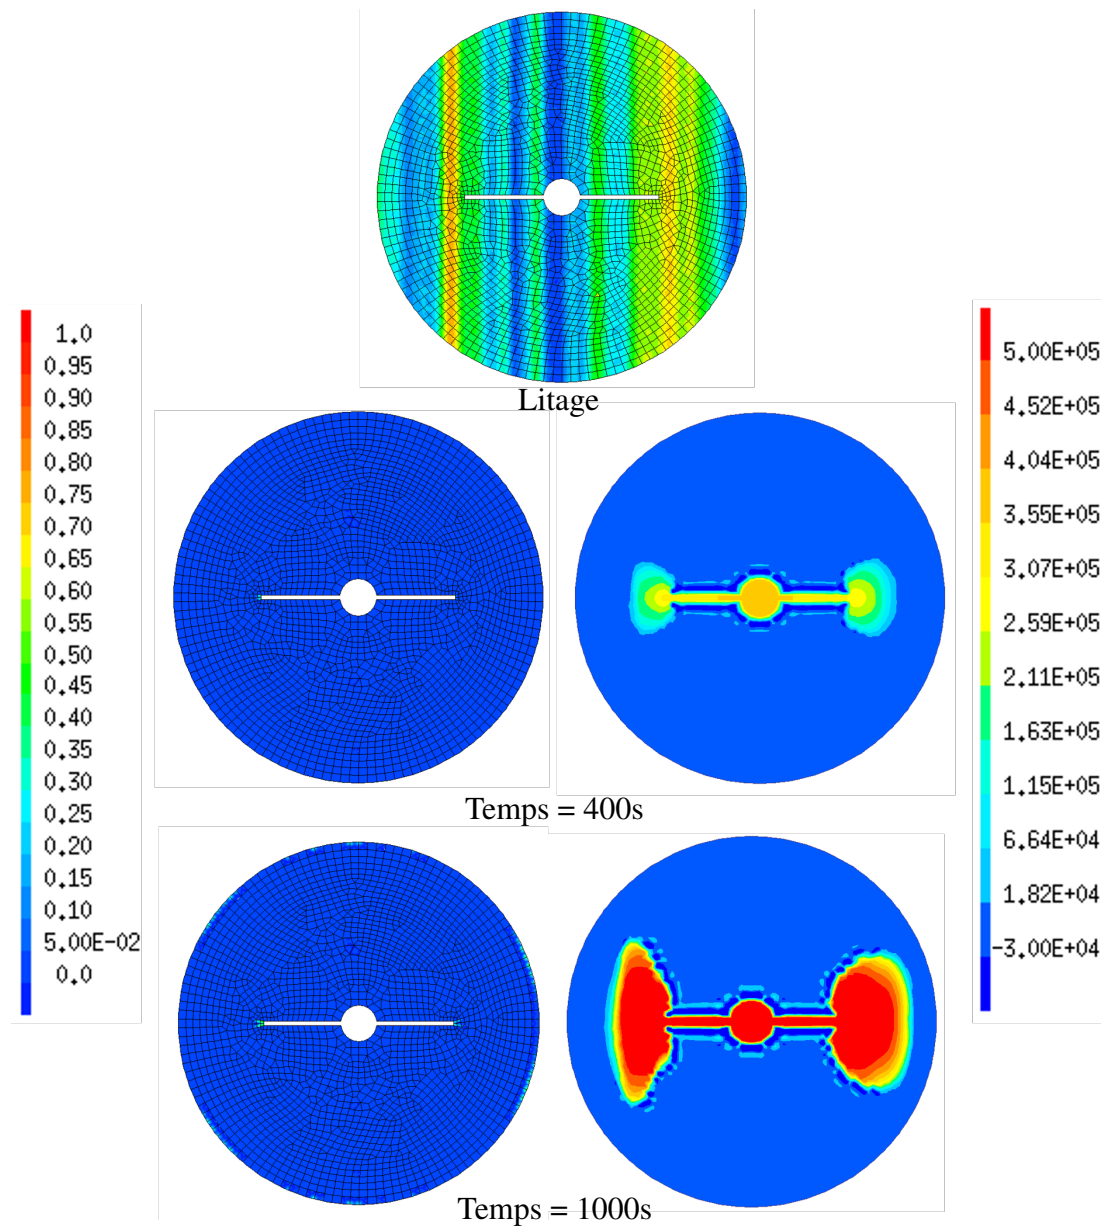 Litage
1.0
0.95
0.90
0.85
0.80
0.75
0.70
0.65
0.60
0.55
0.50
0.45
0.40
0.35
0.30
0.25
0.20
0.15
0.10
5.00E-02
0.0
5.00E+05
4.52E+05
4.04E+05
3.55E+05
3.07E+05
2.59E+05
2.11E+05
1.63E+05
1.15E+05
6.64E+04
1.82E+04
-3.00E+04
Temps = 400s
Temps = 1000s